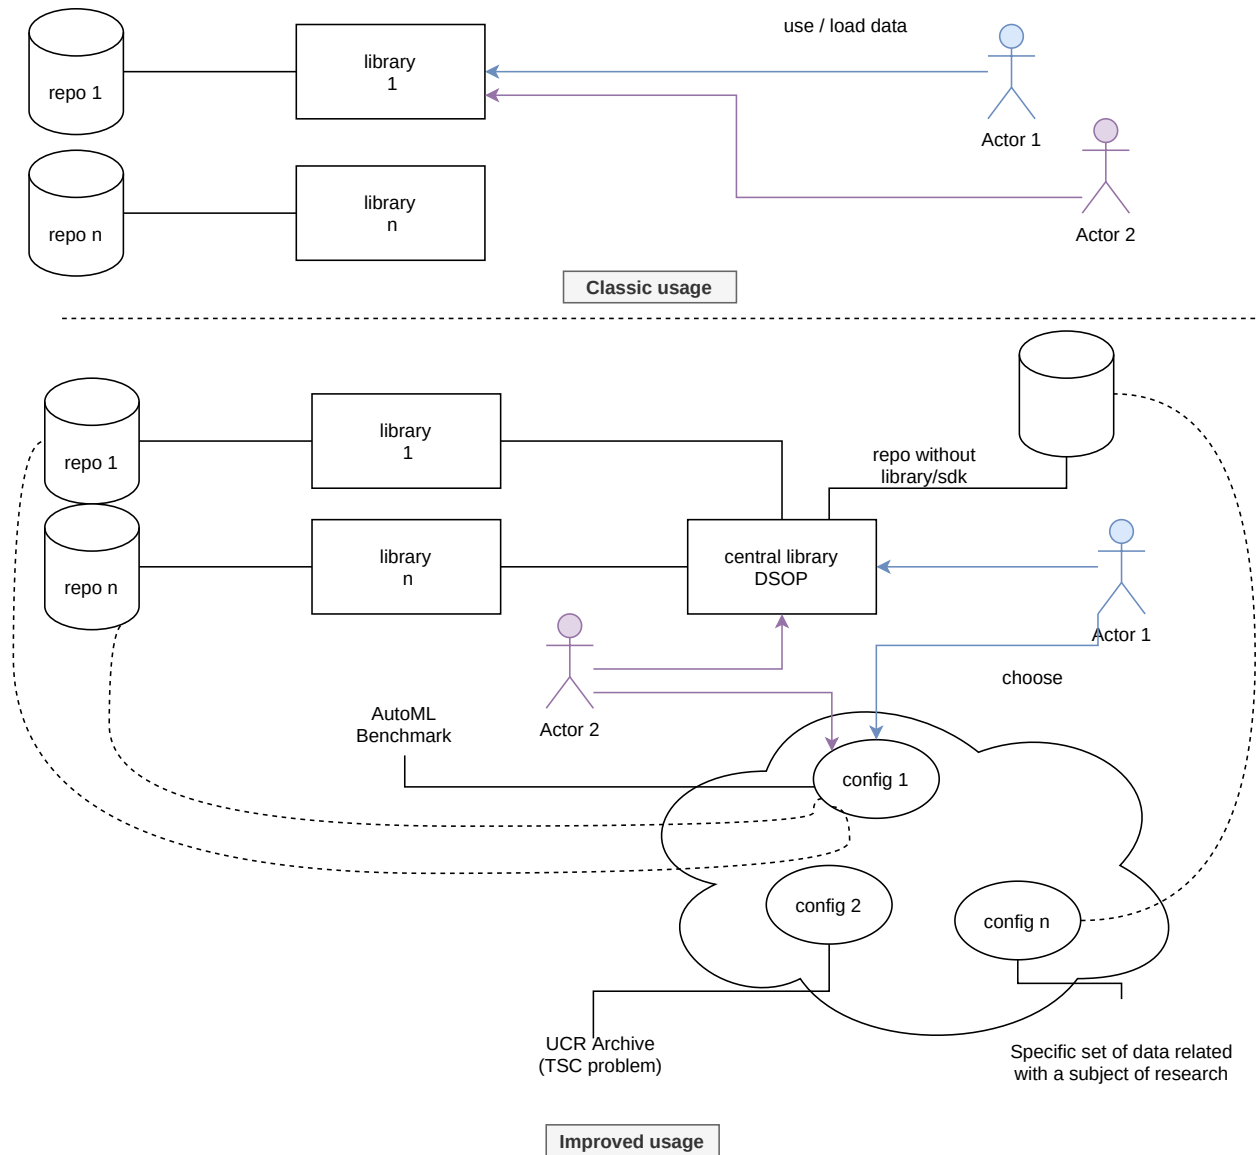 use / load data
repo 1
library
1
Actor 1
repo n
library
n
Actor 2
Classic usage
repo 1
library
1
repo without
library/sdk
repo n
library
n
central library
DSOP
Actor 1
choose
Actor 2
AutoML
Benchmark
config 1
config 2
config n
UCR Archive
(TSC problem)
Specific set of data related
with a subject of research
Improved usage